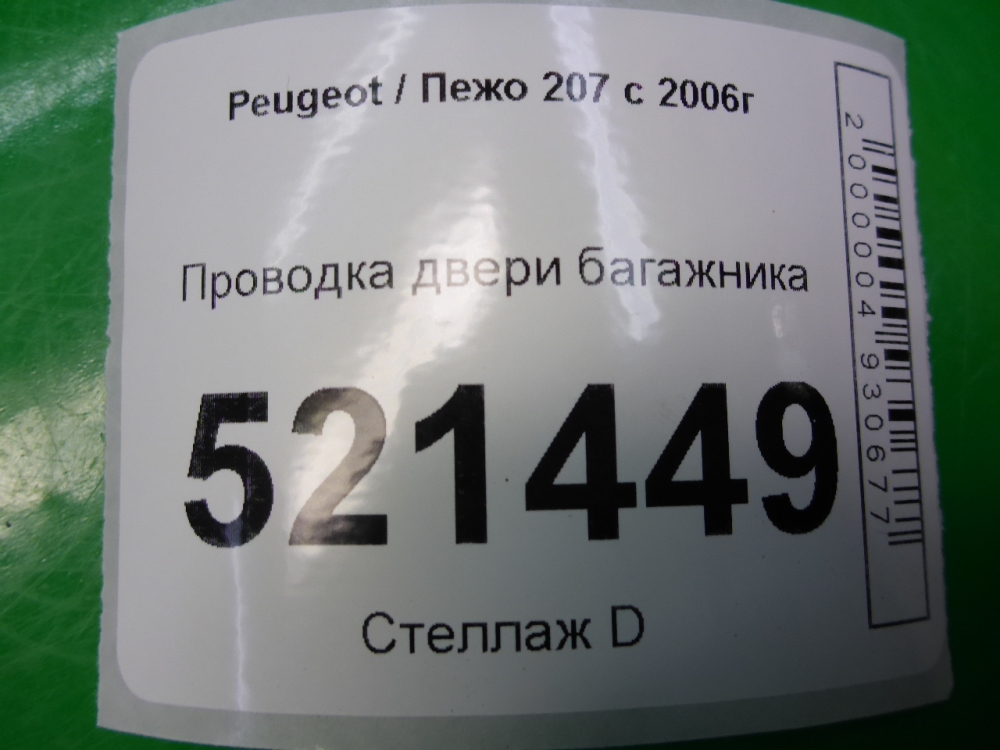 Peugeot / Пежо 207 с 2006г
Проводка двери багажника
521449
Стеллаж D
2000004930677